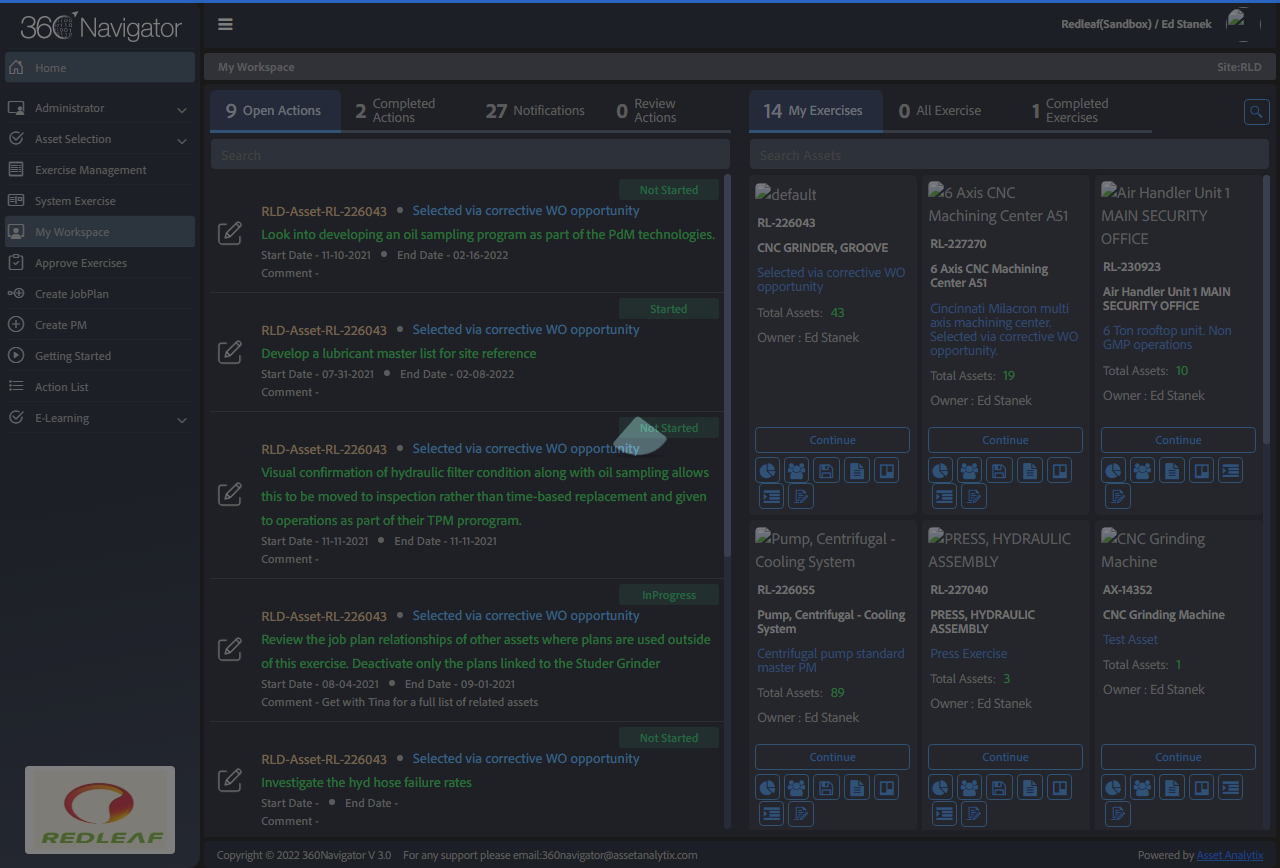 360 Navigator
Redleaf(Sandbox) / Ed Stanek
Home
Administrator
Asset Selection
Exercise Management
System Exercise
My Workspace
Approve Exercises
Create JobPlan
Create PM
Getting Started
Action List
E-Learning
REDLEAF
My Workspace
Site:RLD
9 Open Actions
2 Completed Actions
27 Notifications
0 Review Actions
Search
Not Started
RLD-Asset-RL-226043 • Selected via corrective WO opportunity
Look into developing an oil sampling program as part of the PdM technologies.
Start Date - 11-10-2021 • End Date - 02-16-2022
Comment -
Started
RLD-Asset-RL-226043 • Selected via corrective WO opportunity
Develop a lubricant master list for site reference
Start Date - 07-31-2021 • End Date - 02-08-2022
Comment -
Not Started
RLD-Asset-RL-226043 • Selected via corrective WO opportunity
Visual confirmation of hydraulic filter condition along with oil sampling allows
this to be moved to inspection rather than time-based replacement and given
to operations as part of their TPM prorogram.
Start Date - 11-11-2021 • End Date - 11-11-2021
Comment -
InProgress
RLD-Asset-RL-226043 • Selected via corrective WO opportunity
Review the job plan relationships of other assets where plans are used outside
of this exercise. Deactivate only the plans linked to the Studer Grinder
Start Date - 08-04-2021 • End Date - 09-01-2021
Comment - Get with Tina for a full list of related assets
Not Started
RLD-Asset-RL-226043 • Selected via corrective WO opportunity
Investigate the hyd hose failure rates
Start Date - • End Date -
Comment -
14 My Exercises
0 All Exercise
1 Completed Exercises
Search Assets
default
RL-226043
CNC GRINDER, GROOVE
Selected via corrective WO
opportunity
Total Assets: 43
Owner : Ed Stanek
Continue
6 Axis CNC
Machining Center A51
RL-227270
6 Axis CNC Machining
Center A51
Cincinnati Milacron multi
axis machining center.
Selected via corrective WO
opportunity.
Total Assets: 19
Owner : Ed Stanek
Continue
Air Handler Unit 1
MAIN SECURITY
OFFICE
RL-230923
Air Handler Unit 1 MAIN
SECURITY OFFICE
6 Ton rooftop unit. Non
GMP operations
Total Assets: 10
Owner : Ed Stanek
Continue
Pump, Centrifugal -
Cooling System
RL-226055
Pump, Centrifugal - Cooling
System
Centrifugal pump standard
master PM
Total Assets: 89
Owner : Ed Stanek
Continue
PRESS, HYDRAULIC
ASSEMBLY
RL-227040
PRESS, HYDRAULIC
ASSEMBLY
Press Exercise
Total Assets: 3
Owner : Ed Stanek
Continue
CNC Grinding
Machine
AX-14352
CNC Grinding Machine
Test Asset
Total Assets: 1
Owner : Ed Stanek
Continue
Copyright © 2022 360Navigator V 3.0 For any support please email:360navigator@assetanalytix.com
Powered by Asset Analytix